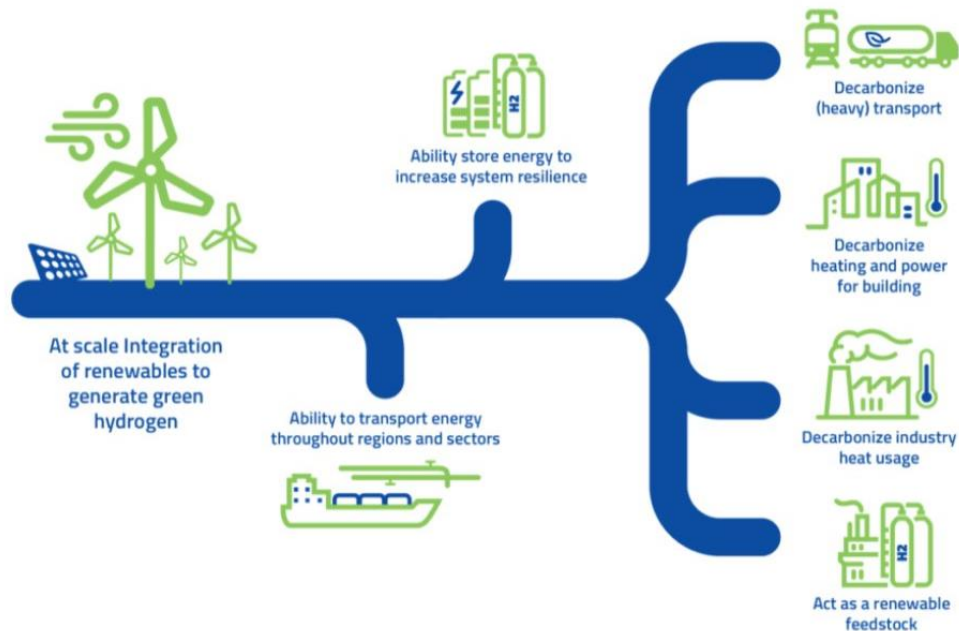 H2
Ability store energy to
increase system resilience
At scale Integration
of renewables to
generate green
hydrogen
Ability to transport energy
throughout regions and sectors
Decarbonize
(heavy) transport
Decarbonize
heating and power
for building
Decarbonize industry
heat usage
H2
Act as a renewable
feedstock